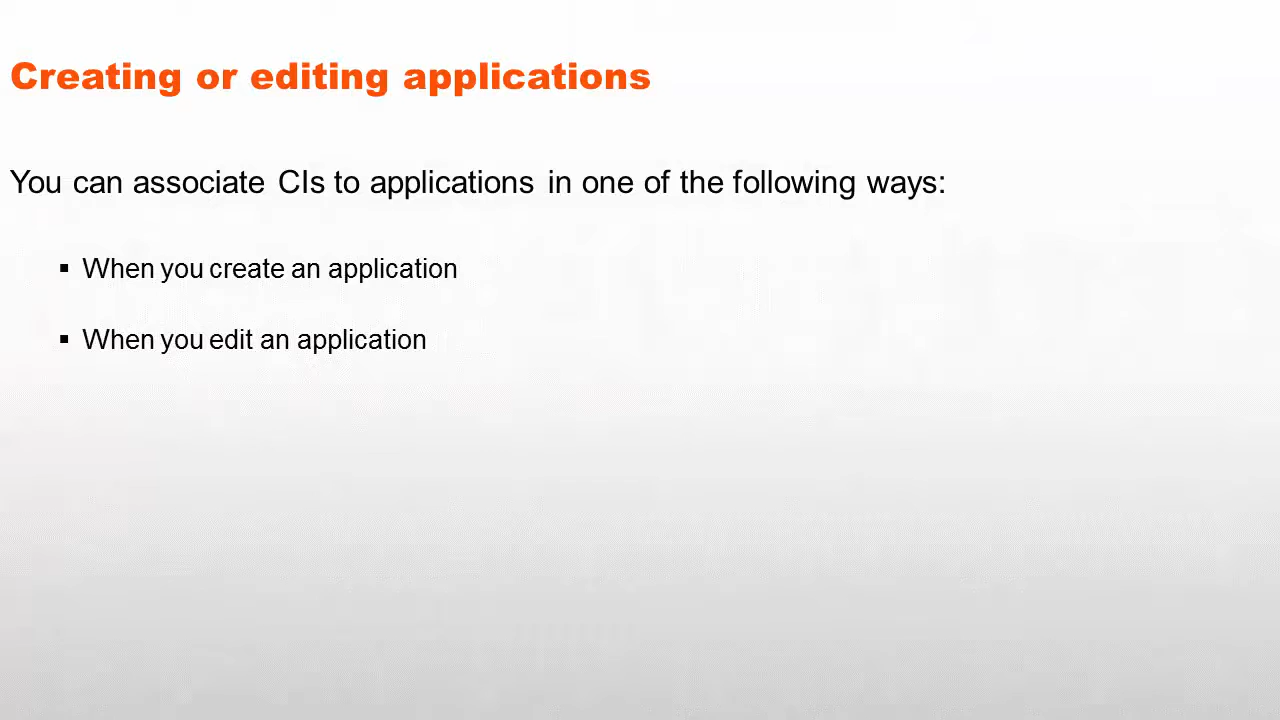 Creating or editing applications
You can associate CIs to applications in one of the following ways:
▪ When you create an application
▪ When you edit an application